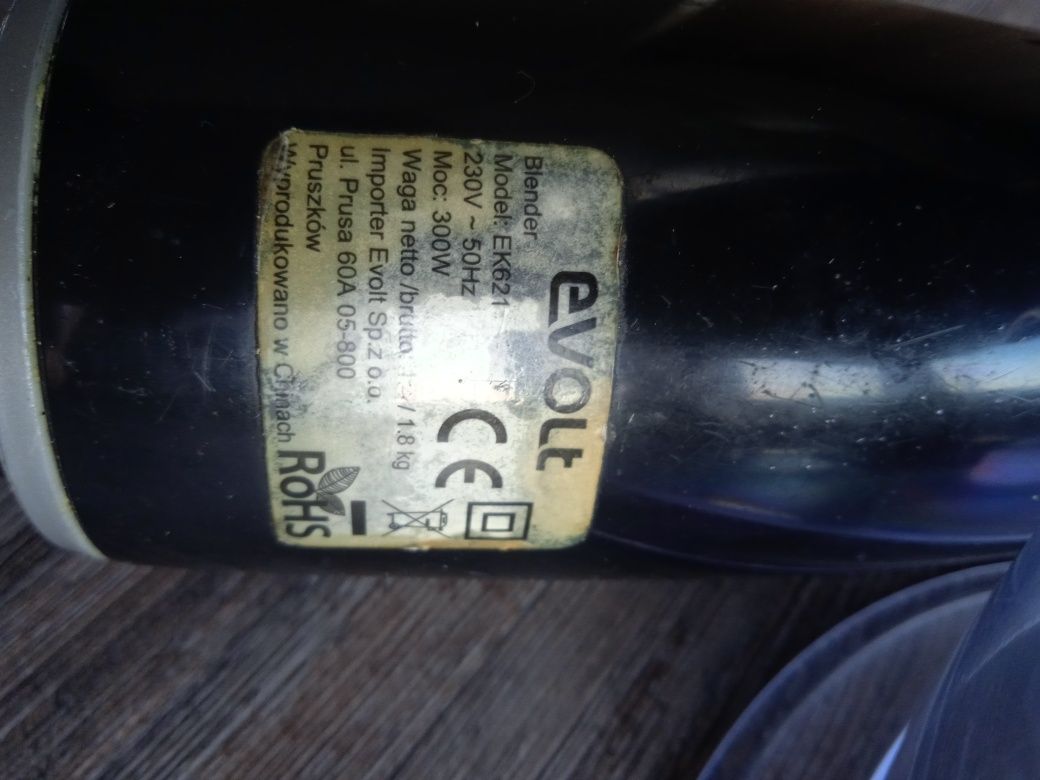 eVOLt
Blender
Model: EK621
230V ~ 50Hz
Moc: 300W
Waga netto /brutto: / 1.8 kg
Importer Evolt Sp.z o.o.
ul. Prusa 60A 05-800
Pruszków
Wyprodukowano w Chinach
CE
RoHS